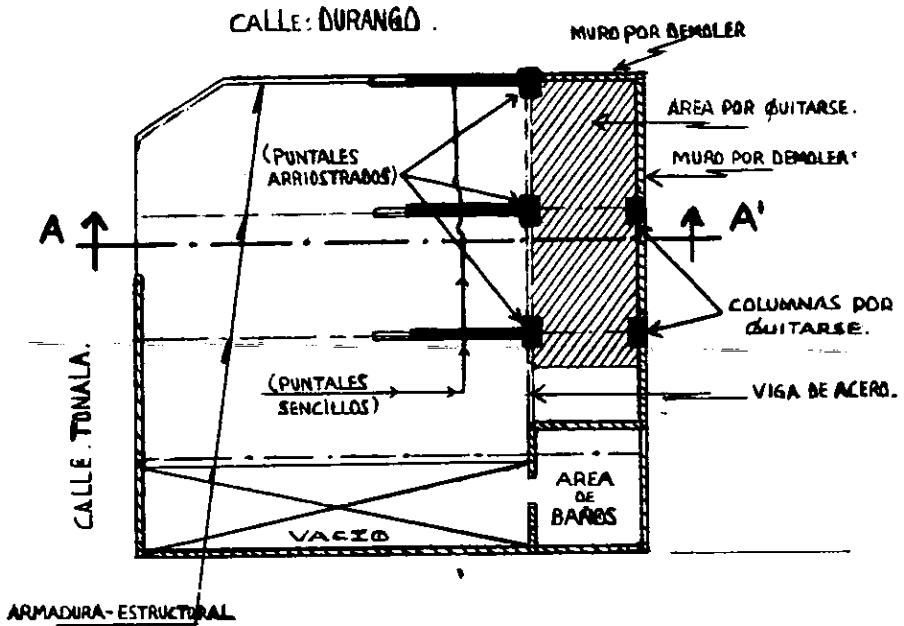 CALLE: DURANGO.
MURO POR DEMOLER
AREA POR QUITARSE.
MURO POR DEMOLER
(PUNTALES
ARRIOSTRADOS)
A
A'
COLUMNAS POR
QUITARSE.
(PUNTALES
SENCILLOS)
VIGA DE ACERO.
CALLE. TONALA.
AREA
DE
BAÑOS
VACIO
ARMADURA-ESTRUCTORAL